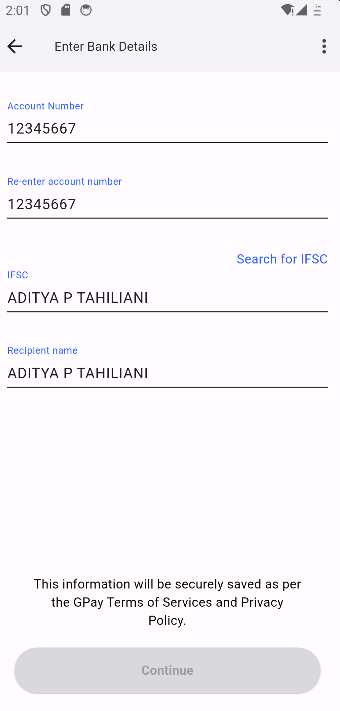 2:01
Enter Bank Details
Account Number
12345667
Re-enter account number
12345667
Search for IFSC
IFSC
ADITYA P TAHILIANI
Recipient name
ADITYA P TAHILIANI
This information will be securely saved as per
the GPay Terms of Services and Privacy
Policy.
Continue